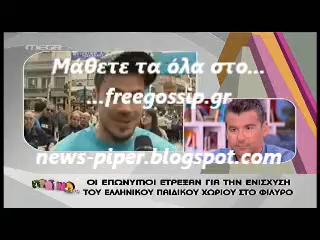 MEGA
Μάθετε τα όλα στο...
...freegossip.gr
news-piper.blogspot.com
ΟΙ ΕΠΩΝΥΜΟΙ ΕΤΡΕΞΑΝ ΓΙΑ ΤΗΝ ΕΝΙΣΧΥΣΗ
ΤΟΥ ΕΛΛΗΝΙΚΟΥ ΠΑΙΔΙΚΟΥ ΧΩΡΙΟΥ ΣΤΟ ΦΙΛΥΡΟ